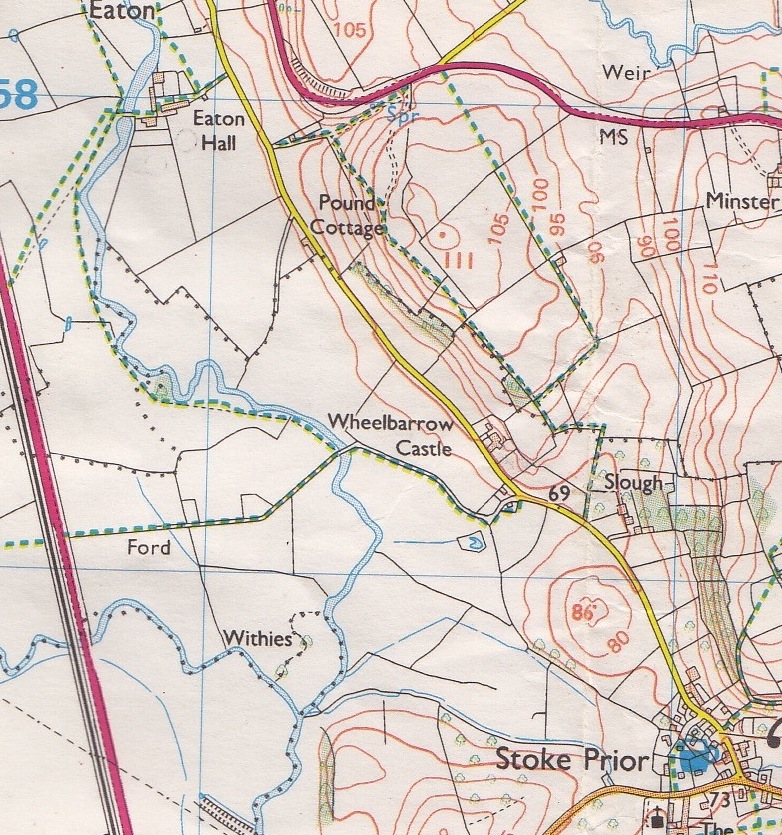 Eaton
105
58
Weir
Spr
MS
Eaton
Hall
Minster
Pound
Cottage
100
105
95
90
90
100
110
111
Wheelbarrow
Castle
Slough
69
Ford
86
80
Withies
Stoke Prior
73
The